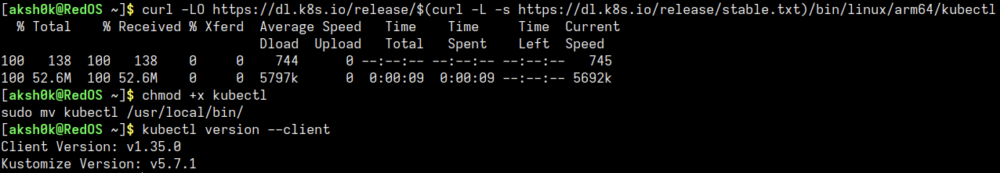 [aksh0k@RedOS ~]$ curl -LO https://dl.k8s.io/release/$(curl -L -s https://dl.k8s.io/release/stable.txt)/bin/linux/arm64/kubectl
  % Total    % Received % Xferd  Average Speed   Time    Time     Time  Current
                                 Dload  Upload   Total   Spent    Left  Speed
100   138  100   138    0     0    744      0 --:--:-- --:--:-- --:--:--   745
100 52.6M  100 52.6M    0     0  5797k      0  0:00:09  0:00:09 --:--:-- 5692k
[aksh0k@RedOS ~]$ chmod +x kubectl
sudo mv kubectl /usr/local/bin/
[aksh0k@RedOS ~]$ kubectl version --client
Client Version: v1.35.0
Kustomize Version: v5.7.1